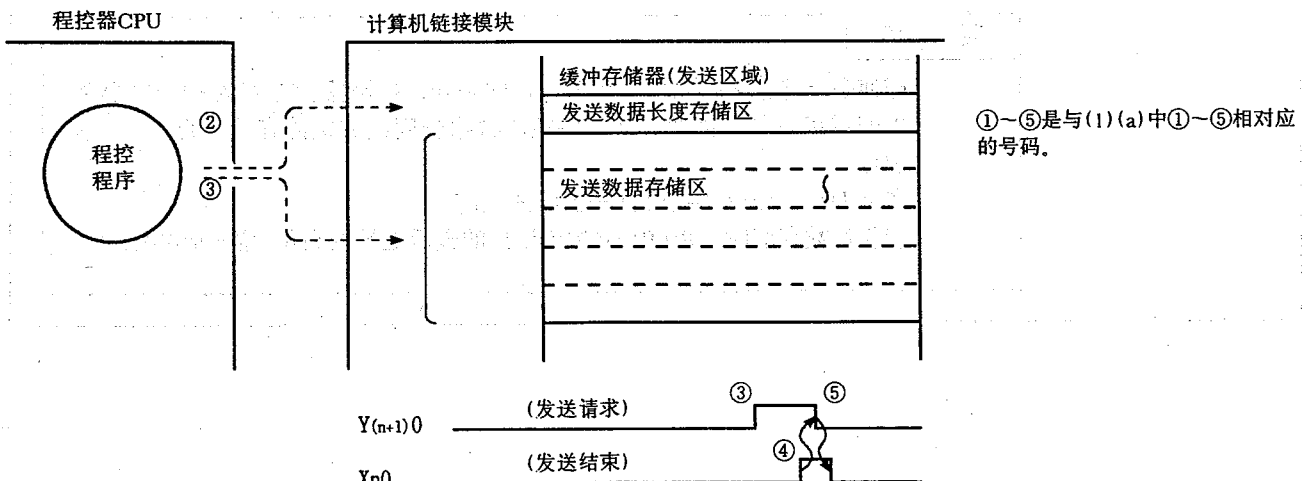 程控器CPU
计算机链接模块
缓冲存储器(发送区域)
发送数据长度存储区
②
程控
程序
③
发送数据存储区
①~⑤是与(1)(a)中①~⑤相对应
的号码。
③
⑤
Y(n+1)0
(发送请求)
④
Xn0
(发送结束)